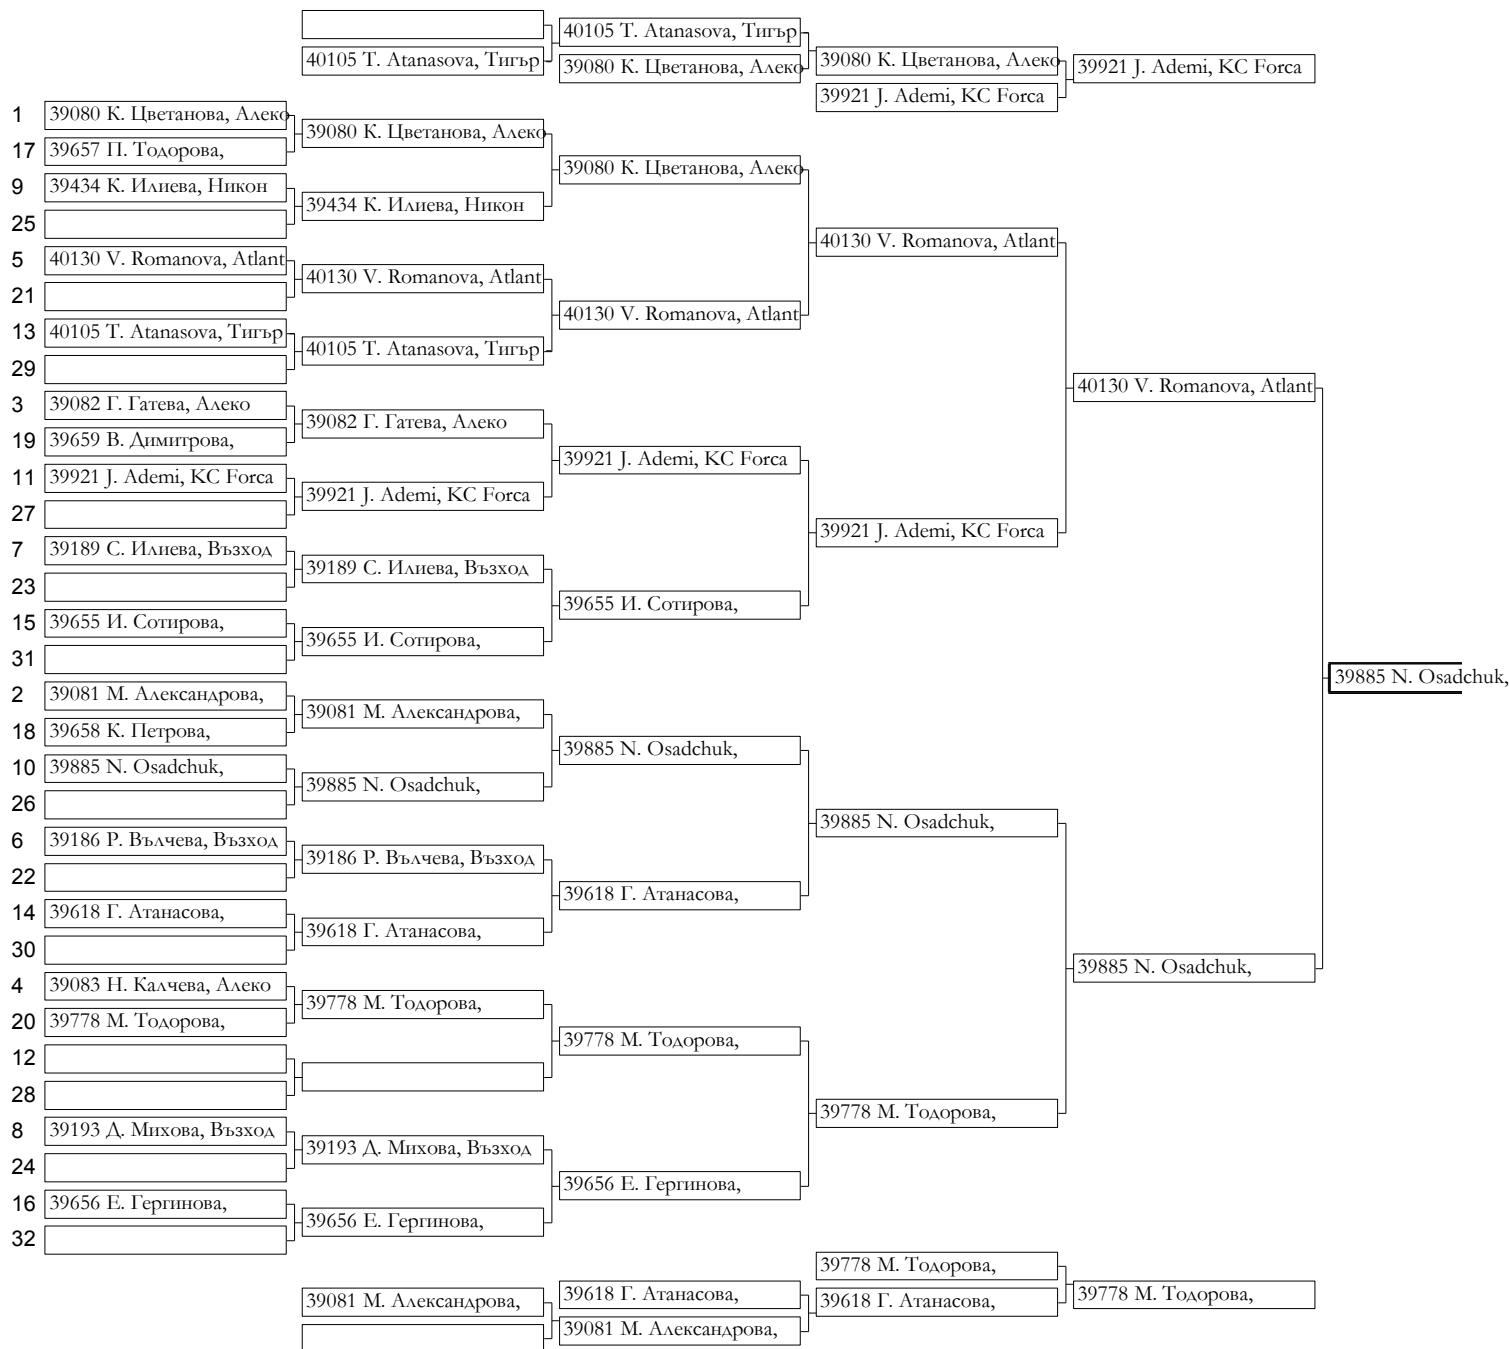 40105 T. Atanasova, Тигър
40105 T. Atanasova, Тигър
39080 К. Цветанова, Алеко
39080 К. Цветанова, Алеко
39921 J. Ademi, KC Forca
39921 J. Ademi, KC Forca
1 39080 К. Цветанова, Алеко
17 39657 П. Тодорова,
39080 К. Цветанова, Алеко
9 39434 К. Илиева, Никон
25
39434 К. Илиева, Никон
39080 К. Цветанова, Алеко
5 40130 V. Romanova, Atlant
21
40130 V. Romanova, Atlant
13 40105 T. Atanasova, Тигър
29
40105 T. Atanasova, Тигър
40130 V. Romanova, Atlant
40130 V. Romanova, Atlant
3 39082 Г. Гатева, Алеко
19 39659 В. Димитрова,
39082 Г. Гатева, Алеко
11 39921 J. Ademi, KC Forca
27
39921 J. Ademi, KC Forca
39921 J. Ademi, KC Forca
7 39189 С. Илиева, Възход
23
39189 С. Илиева, Възход
15 39655 И. Сотирова,
31
39655 И. Сотирова,
39655 И. Сотирова,
39921 J. Ademi, KC Forca
40130 V. Romanova, Atlant
2 39081 М. Александрова,
18 39658 К. Петрова,
39081 М. Александрова,
10 39885 N. Osadchuk,
26
39885 N. Osadchuk,
39885 N. Osadchuk,
6 39186 Р. Вълчева, Възход
22
39186 Р. Вълчева, Възход
14 39618 Г. Атанасова,
30
39618 Г. Атанасова,
39618 Г. Атанасова,
39885 N. Osadchuk,
4 39083 Н. Калчева, Алеко
20 39778 М. Тодорова,
39778 М. Тодорова,
12
28
39778 М. Тодорова,
8 39193 Д. Михова, Възход
24
39193 Д. Михова, Възход
16 39656 Е. Гергинова,
32
39656 Е. Гергинова,
39656 Е. Гергинова,
39778 М. Тодорова,
39885 N. Osadchuk,
39885 N. Osadchuk,
39081 М. Александрова,
39618 Г. Атанасова,
39081 М. Александрова,
39778 М. Тодорова,
39618 Г. Атанасова,
39778 М. Тодорова,